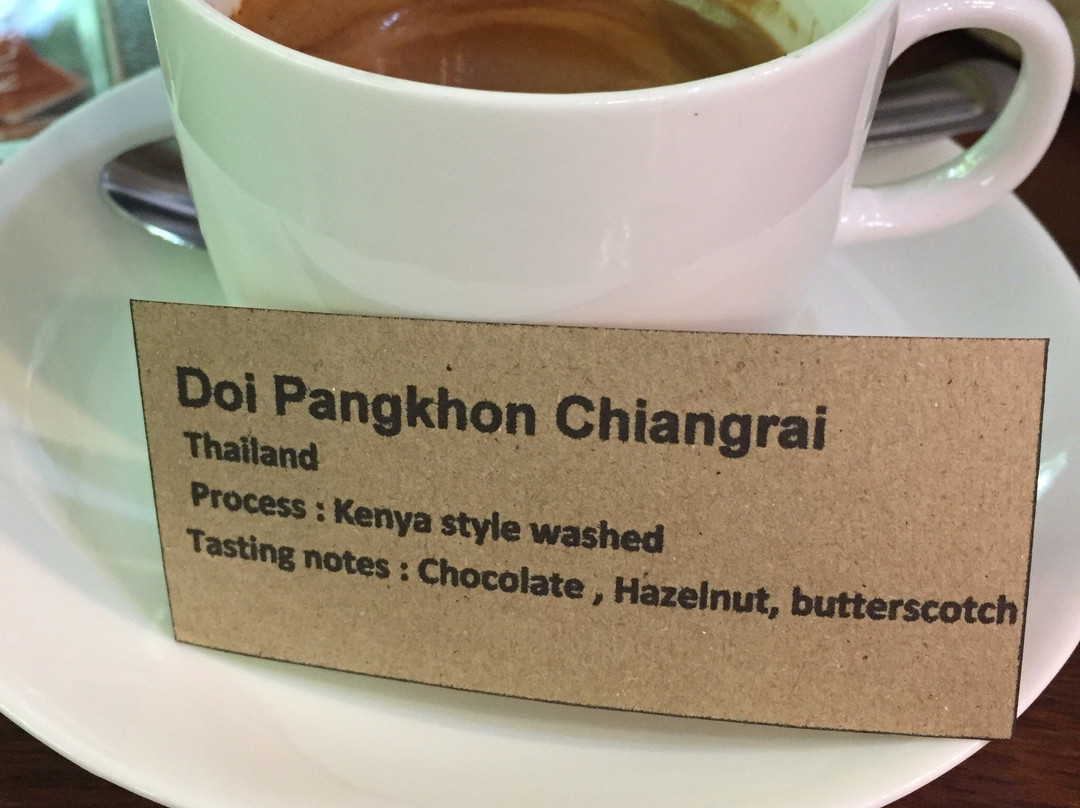 Doi Pangkhon Chiangrai
Thailand
Process : Kenya style washed
Tasting notes : Chocolate , Hazelnut, butterscotch